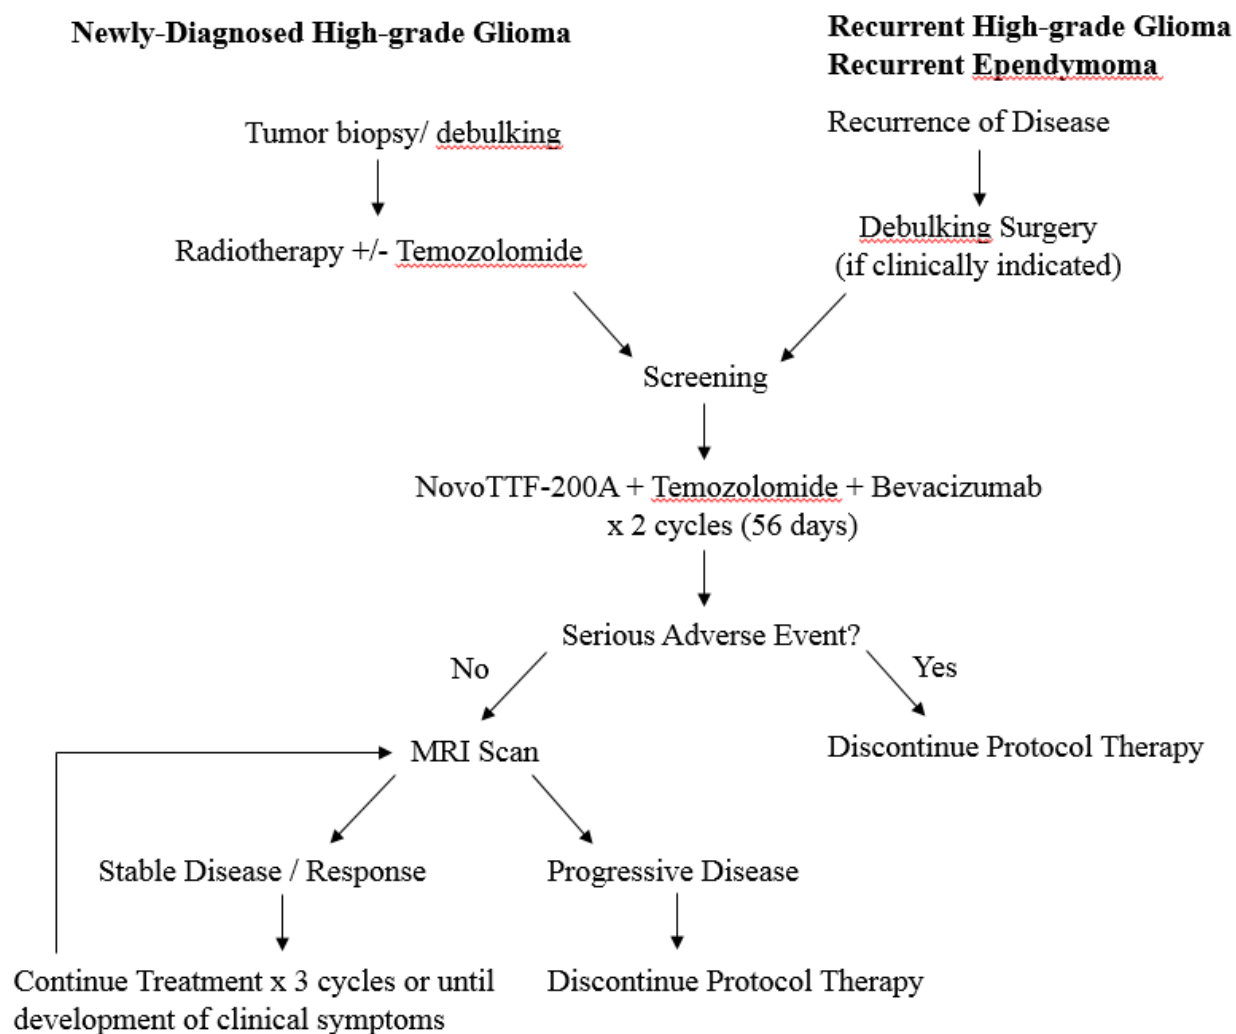 Newly-Diagnosed High-grade Glioma
Recurrent High-grade Glioma
Recurrent Ependymoma
Tumor biopsy/ debulking
Recurrence of Disease
Radiotherapy +/- Temozolomide
Debulking Surgery
(if clinically indicated)
Screening
NovoTTF-200A + Temozolomide + Bevacizumab
x 2 cycles (56 days)
Serious Adverse Event?
No
Yes
MRI Scan
Discontinue Protocol Therapy
Stable Disease / Response
Progressive Disease
Continue Treatment x 3 cycles or until
development of clinical symptoms
Discontinue Protocol Therapy